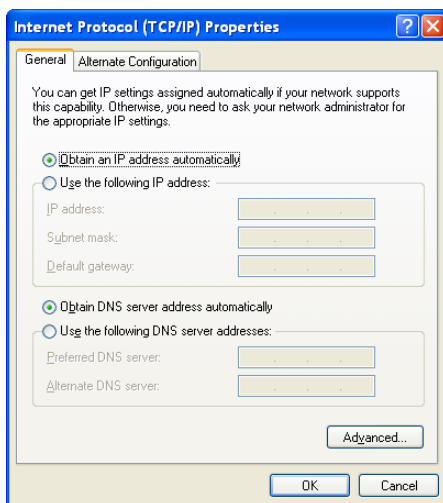 Internet Protocol (TCP/IP) Properties
General
Alternate Configuration
You can get IP settings assigned automatically if your network supports
this capability. Otherwise, you need to ask your network administrator for
the appropriate IP settings.
Obtain an IP address automatically
Use the following IP address:
IP address:
Subnet mask:
Default gateway:
Obtain DNS server address automatically
Use the following DNS server addresses:
Preferred DNS server:
Alternate DNS server:
Advanced...
OK
Cancel